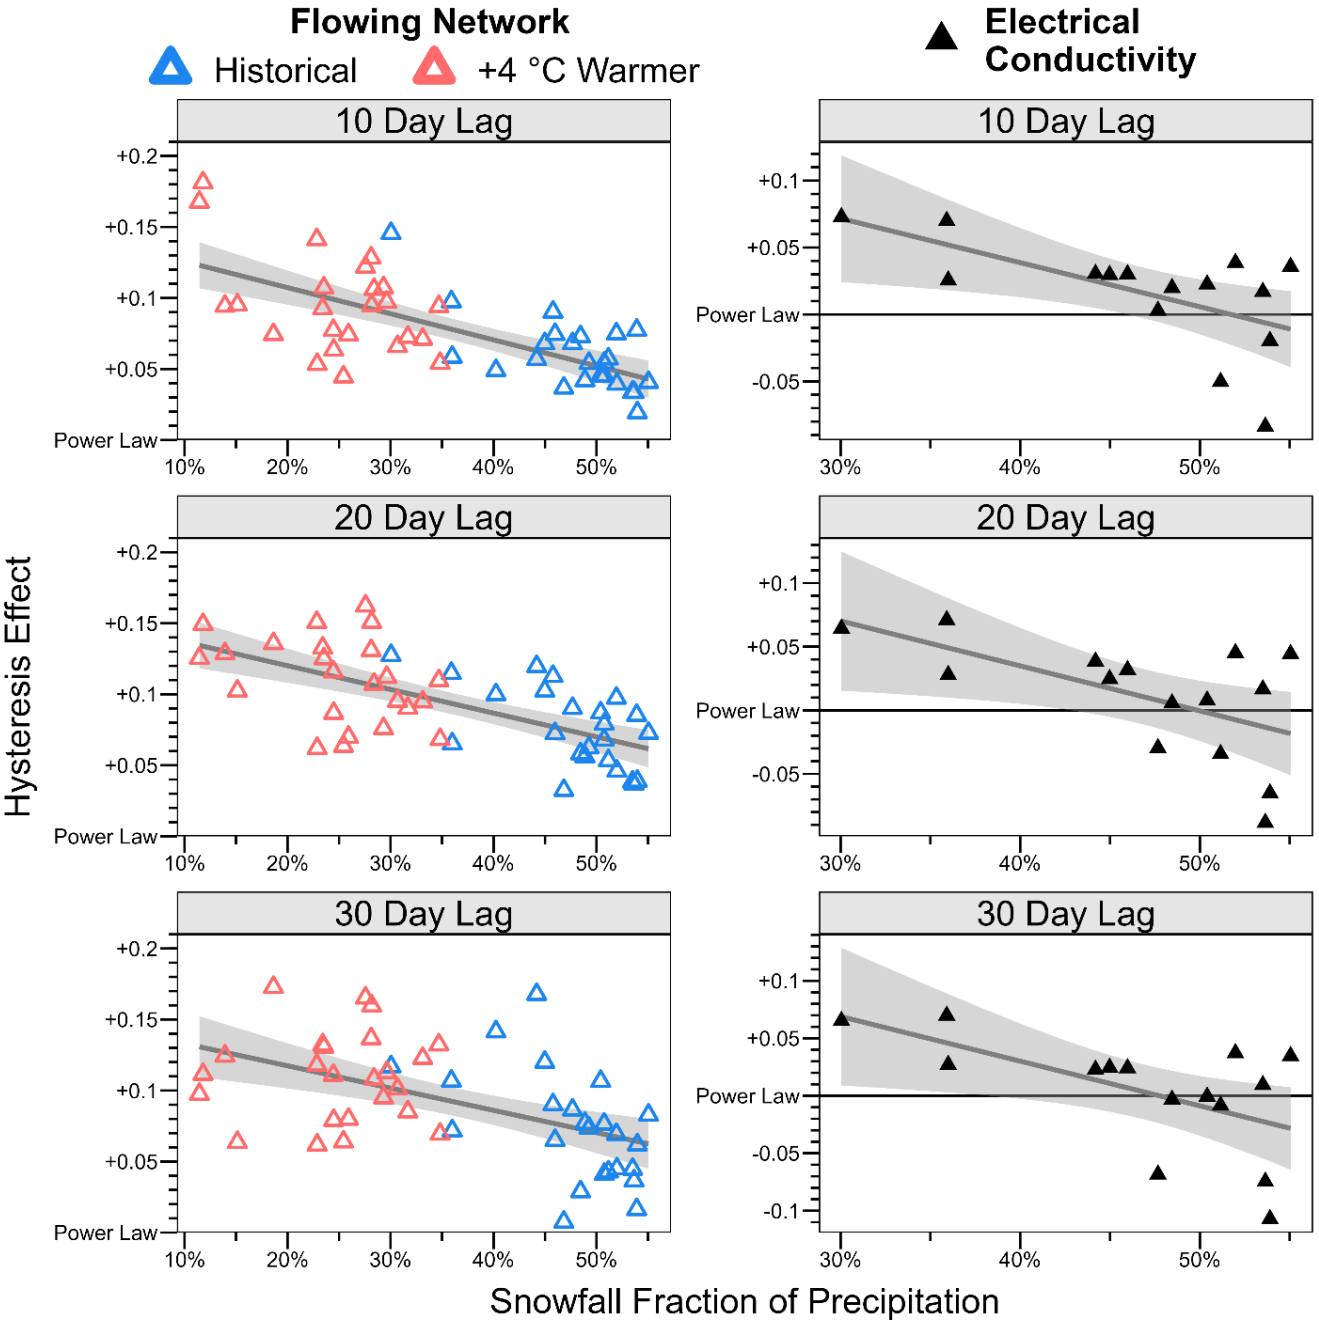 Flowing Network
Historical
+4 °C Warmer
Electrical
Conductivity
10 Day Lag
+0.2
+0.15
+0.1
+0.05
Power Law
10%
20%
30%
40%
50%
10 Day Lag
+0.1
+0.05
Power Law
-0.05
30%
40%
50%
20 Day Lag
+0.2
+0.15
+0.1
+0.05
Power Law
10%
20%
30%
40%
50%
20 Day Lag
+0.1
+0.05
Power Law
-0.05
30%
40%
50%
30 Day Lag
+0.2
+0.15
+0.1
+0.05
Power Law
10%
20%
30%
40%
50%
30 Day Lag
+0.1
+0.05
Power Law
-0.05
-0.1
30%
40%
50%
Hysteresis Effect
Snowfall Fraction of Precipitation